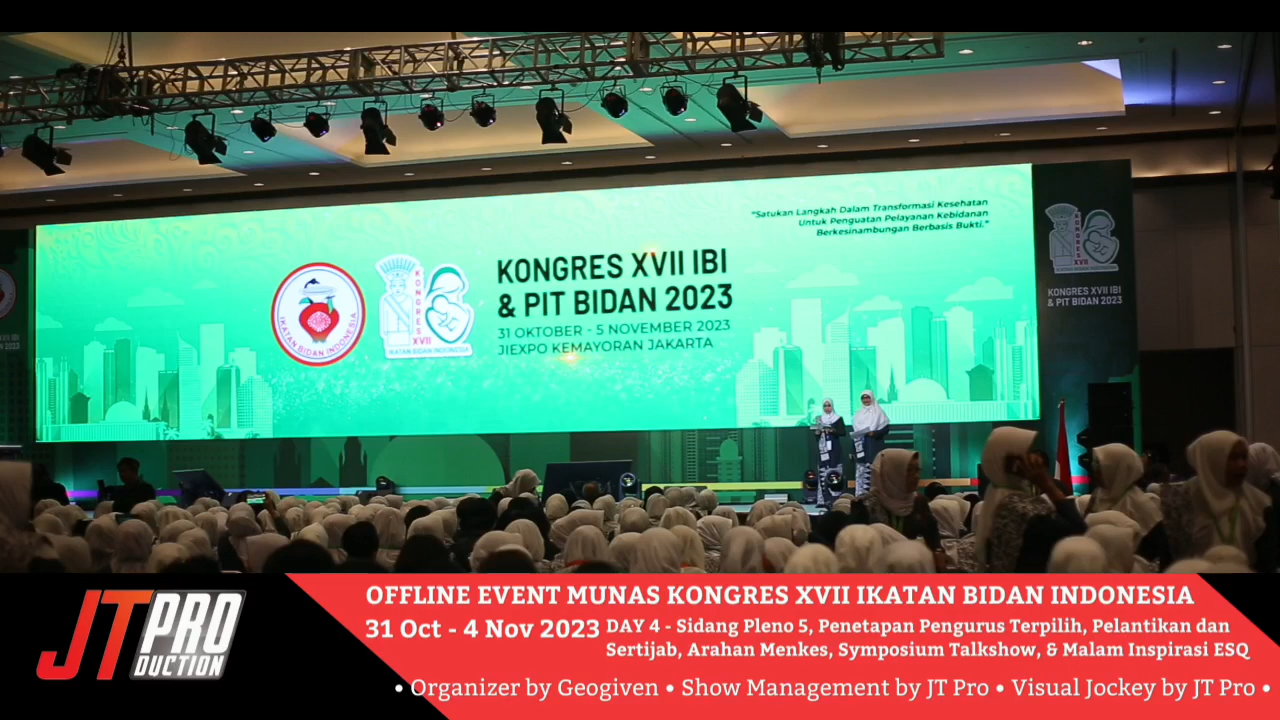 "Satukan Langkah Dalam Transformasi Kesehatan
Untuk Penguatan Pelayanan Kebidanan
Berkesinambungan Berbasis Bukti."
KONGRES XVII IBI
& PIT BIDAN 2023
31 OKTOBER - 5 NOVEMBER 2023
JIEXPO KEMAYORAN JAKARTA
IKATAN BIDAN INDONESIA
KONGRES
XVII
IKATAN BIDAN INDONESIA
KONGRES
XVII
KONGRES XVII IBI
& PIT BIDAN 2023
JT PRO
DUCTION
OFFLINE EVENT MUNAS KONGRES XVII IKATAN BIDAN INDONESIA
31 Oct - 4 Nov 2023 DAY 4 - Sidang Pleno 5, Penetapan Pengurus Terpilih, Pelantikan dan
Sertijab, Arahan Menkes, Symposium Talkshow, & Malam Inspirasi ESQ
• Organizer by Geogiven • Show Management by JT Pro • Visual Jockey by JT Pro •